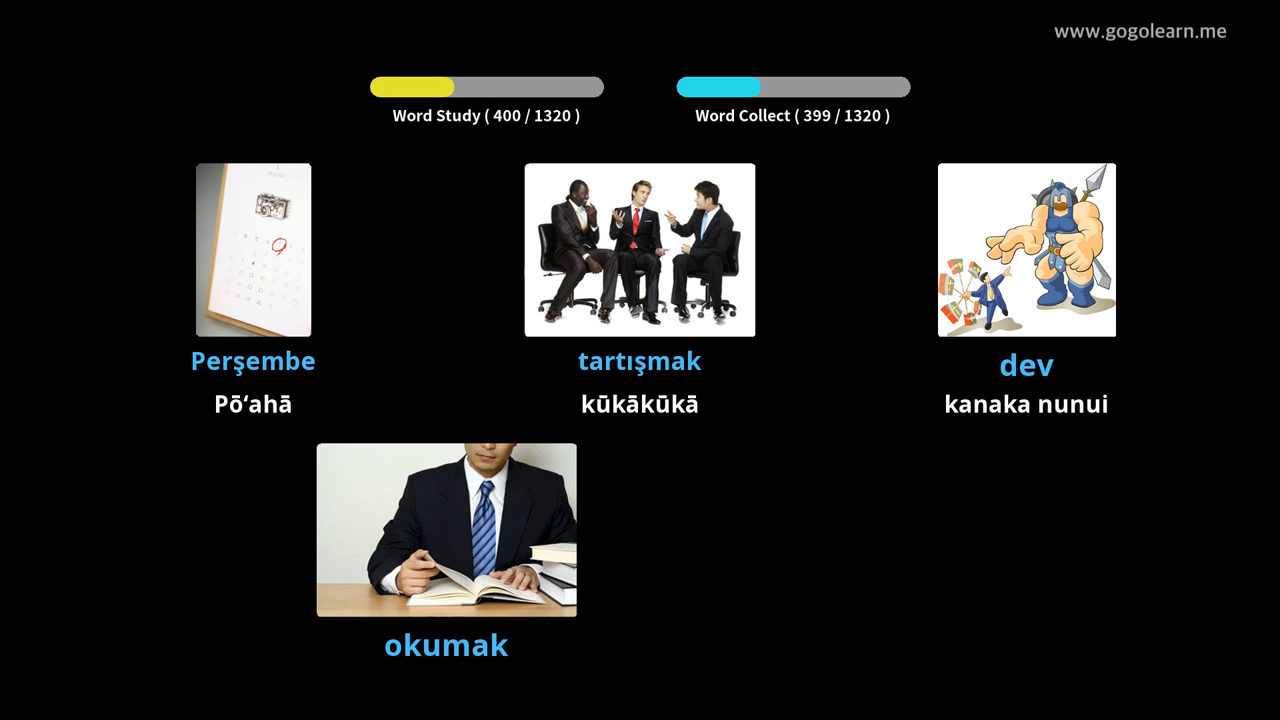 www.gogolearn.me
Word Study ( 400 / 1320 )
Word Collect ( 399 / 1320 )
Perşembe
tartışmak
dev
Pōʻahā
kūkākūkā
kanaka nunui
okumak